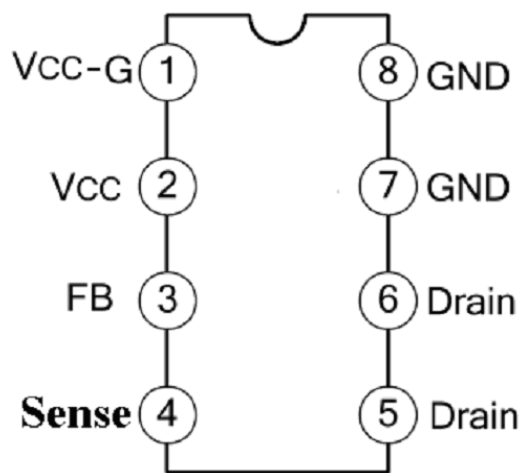 VCC-G 1 8 GND
VCC 2 7 GND
FB 3 6 Drain
Sense 4 5 Drain